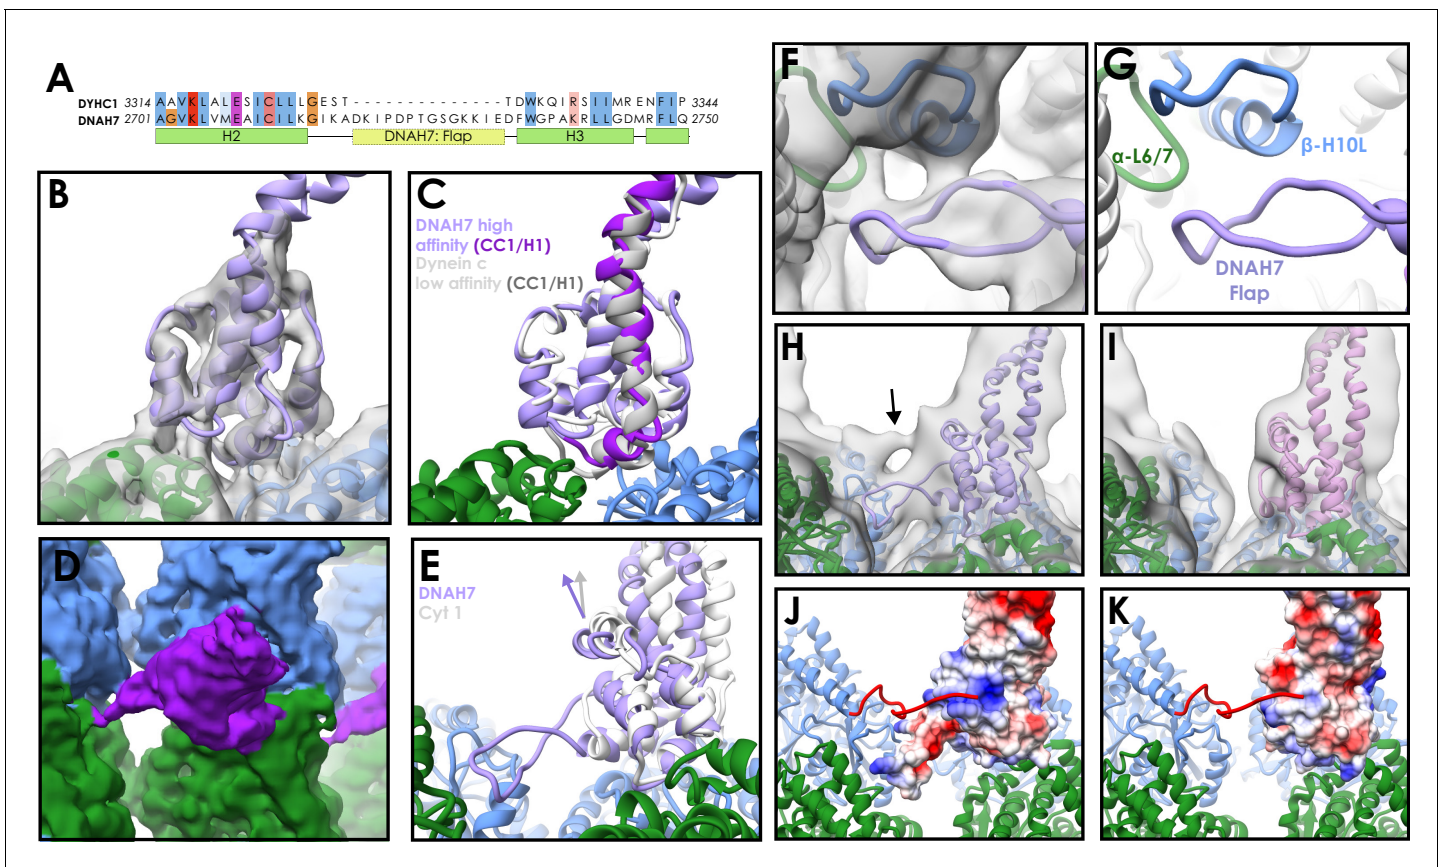 A
DYHC1 3314 AAVKLALESICLLLGEST--------------TDWKQIRSIIMRENFIP 3344
DNAH7 2701 AGVKLVMEAICILKGIKADKIPDPTGSGKKIEDFWGPAKRLLGDMRFLQ 2750
H2 DNAH7: Flap H3
B
C
DNAH7 high
affinity (CC1/H1)
Dynein c
low affinity (CC1/H1)
D
E
DNAH7
Cyt 1
F
G
α-L6/7
β-H10L
DNAH7
Flap
H
I
J
K